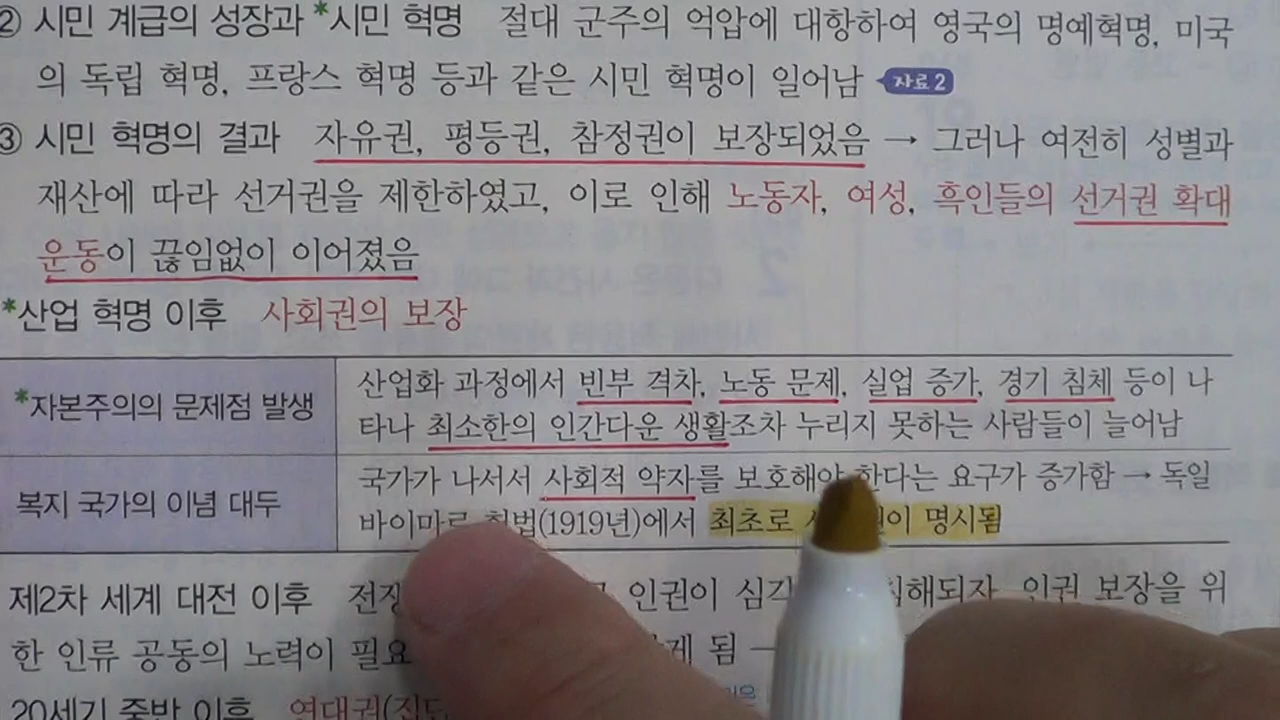 ② 시민 계급의 성장과 *시민 혁명 절대 군주의 억압에 대항하여 영국의 명예혁명, 미국
의 독립 혁명, 프랑스 혁명 등과 같은 시민 혁명이 일어남 자료2
③ 시민 혁명의 결과 자유권, 평등권, 참정권이 보장되었음 → 그러나 여전히 성별과
재산에 따라 선거권을 제한하였고, 이로 인해 노동자, 여성, 흑인들의 선거권 확대
운동이 끊임없이 이어졌음
*산업 혁명 이후 사회권의 보장
*자본주의의 문제점 발생
산업화 과정에서 빈부 격차, 노동 문제, 실업 증가, 경기 침체 등이 나
타나 최소한의 인간다운 생활조차 누리지 못하는 사람들이 늘어남
복지 국가의 이념 대두
국가가 나서서 사회적 약자를 보호해야 한다는 요구가 증가함 → 독일
바이마르 헌법(1919년)에서 최초로 명시됨
제2차 세계 대전 이후 인권이 인권 보장을 위
한 인류 공동의 노력이 됨
20세기 중반 이후